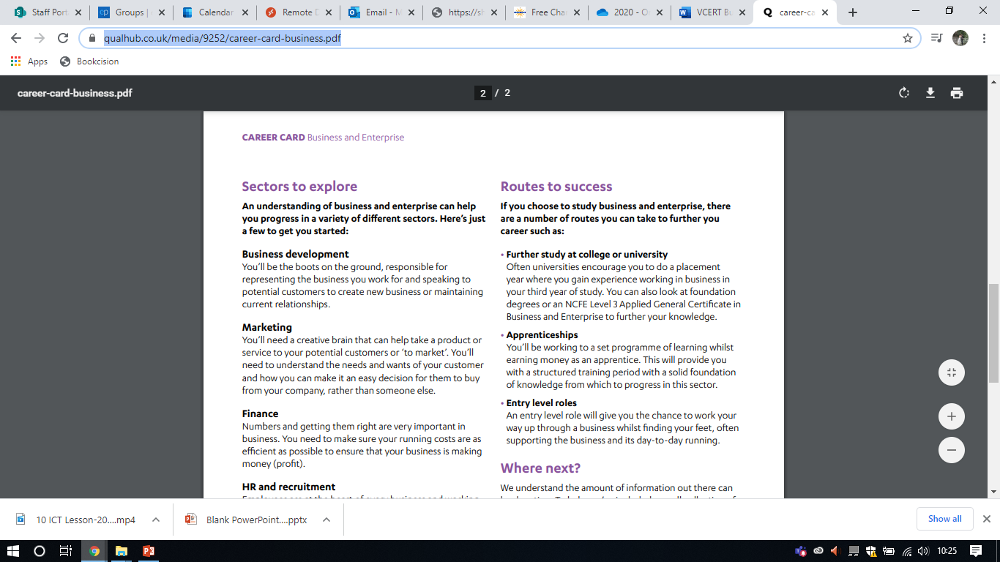 Staff Port
Groups |
Calendar
Remote D
Email - M
https://sh
Free Cha
2020 - O
VCERT Bu
career-ca
qualhub.co.uk/media/9252/career-card-business.pdf
Apps
Bookcision
career-card-business.pdf
2 / 2
CAREER CARD Business and Enterprise
Sectors to explore
An understanding of business and enterprise can help
you progress in a variety of different sectors. Here's just
a few to get you started:
Business development
You'll be the boots on the ground, responsible for
representing the business you work for and speaking to
potential customers to create new business or maintaining
current relationships.
Marketing
You'll need a creative brain that can help take a product or
service to your potential customers or 'to market'. You'll
need to understand the needs and wants of your customer
and how you can make it an easy decision for them to buy
from your company, rather than someone else.
Finance
Numbers and getting them right are very important in
business. You need to make sure your running costs are as
efficient as possible to ensure that your business is making
money (profit).
HR and recruitment
Routes to success
If you choose to study business and enterprise, there
are a number of routes you can take to further you
career such as:
• Further study at college or university
Often universities encourage you to do a placement
year where you gain experience working in business in
your third year of study. You can also look at foundation
degrees or an NCFE Level 3 Applied General Certificate in
Business and Enterprise to further your knowledge.
• Apprenticeships
You'll be working to a set programme of learning whilst
earning money as an apprentice. This will provide you
with a structured training period with a solid foundation
of knowledge from which to progress in this sector.
• Entry level roles
An entry level role will give you the chance to work your
way up through a business whilst finding your feet, often
supporting the business and its day-to-day running.
Where next?
We understand the amount of information out there can
10 ICT Lesson-20....mp4
Blank PowerPoint....pptx
Show all
10:25